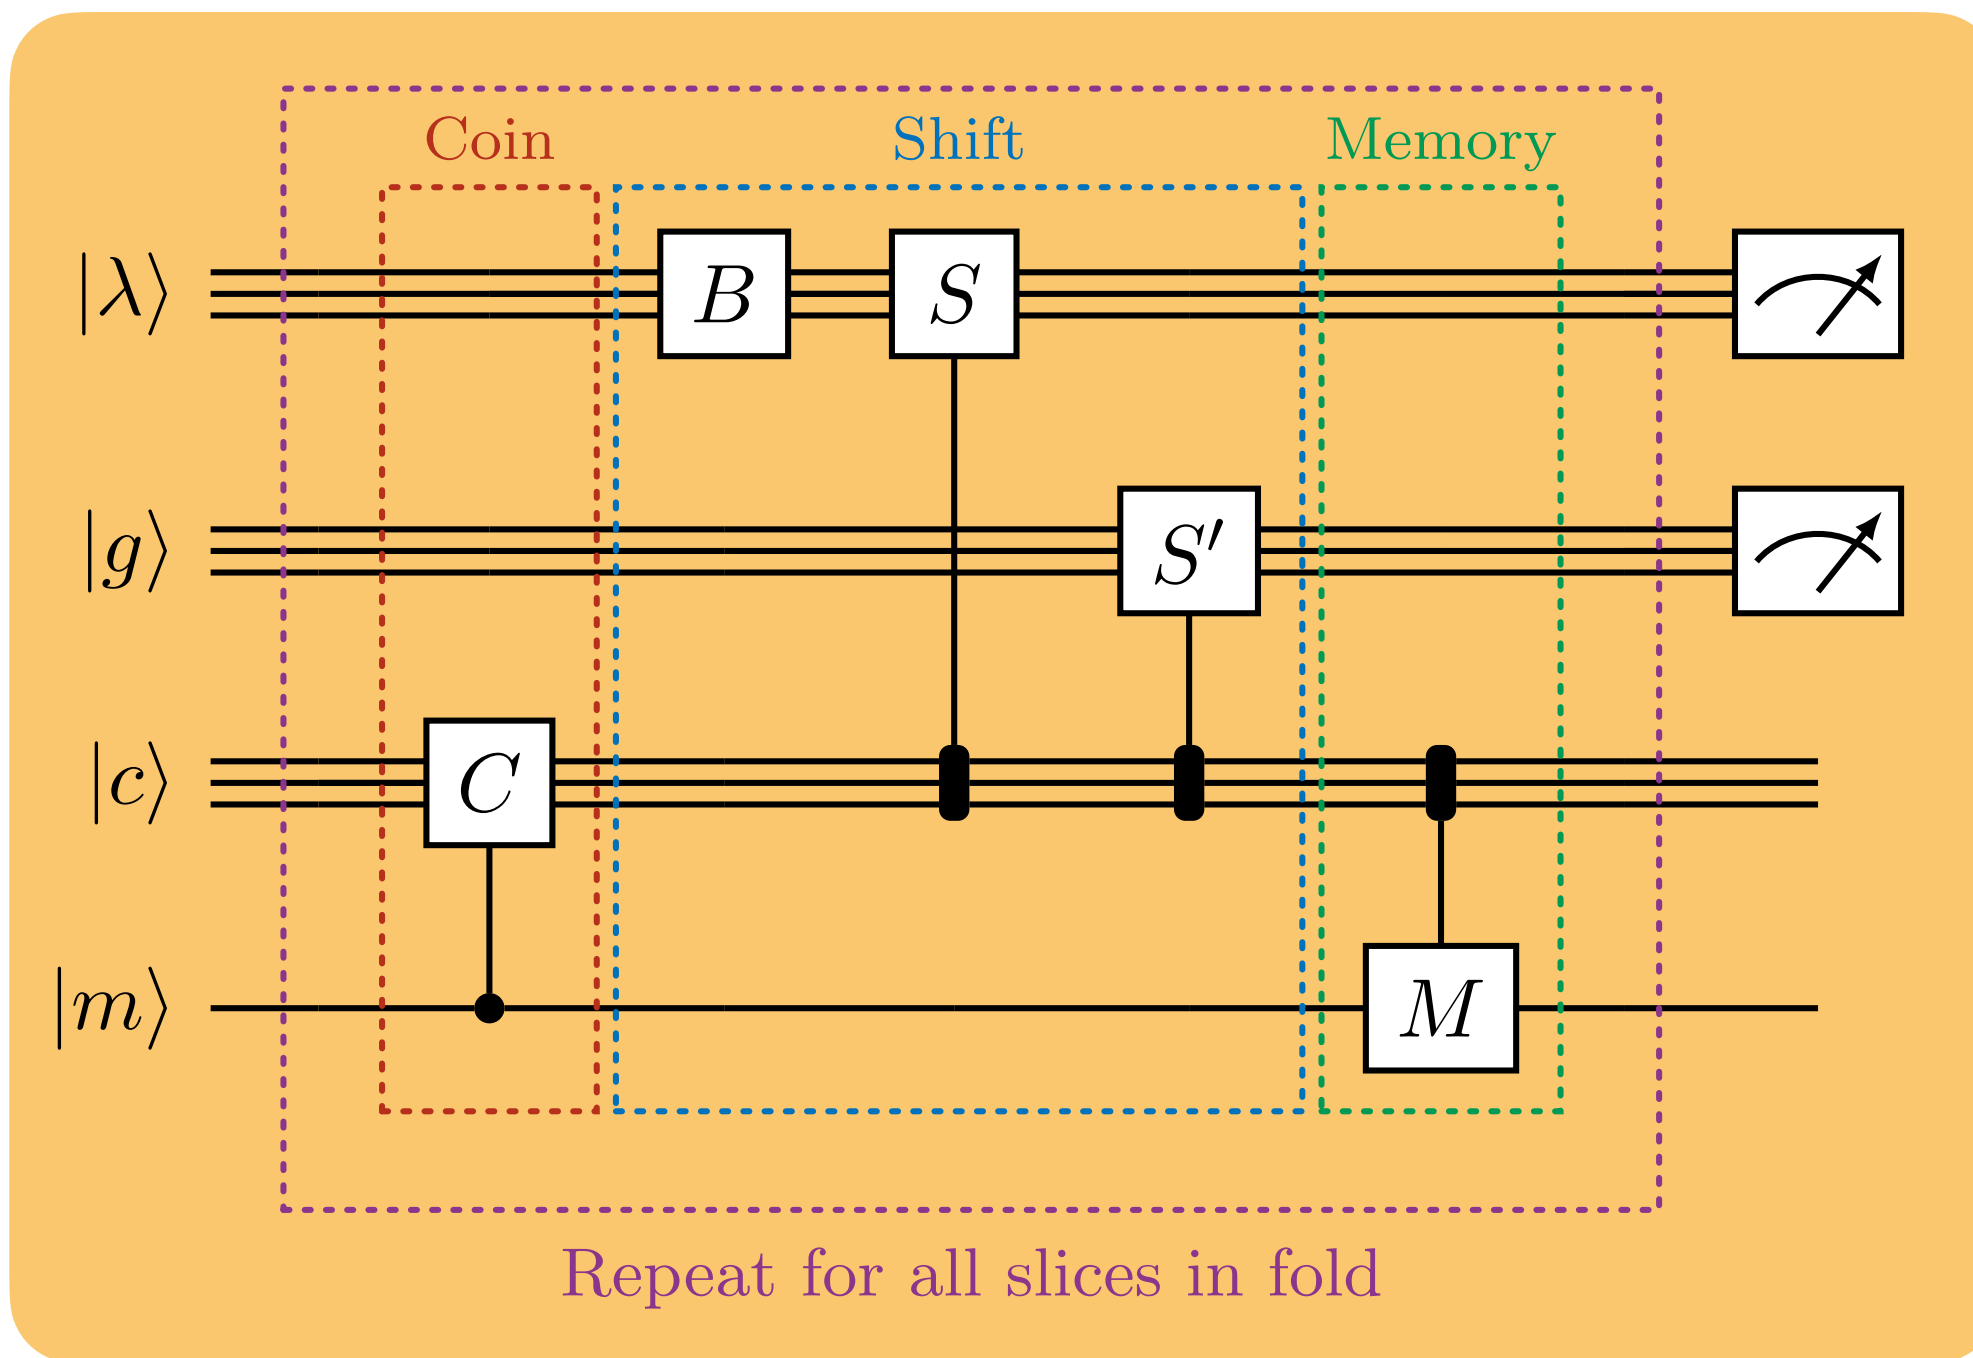 Coin Shift Memory
|λ⟩ B S
|g⟩ S′
|c⟩ C
|m⟩ M
Repeat for all slices in fold